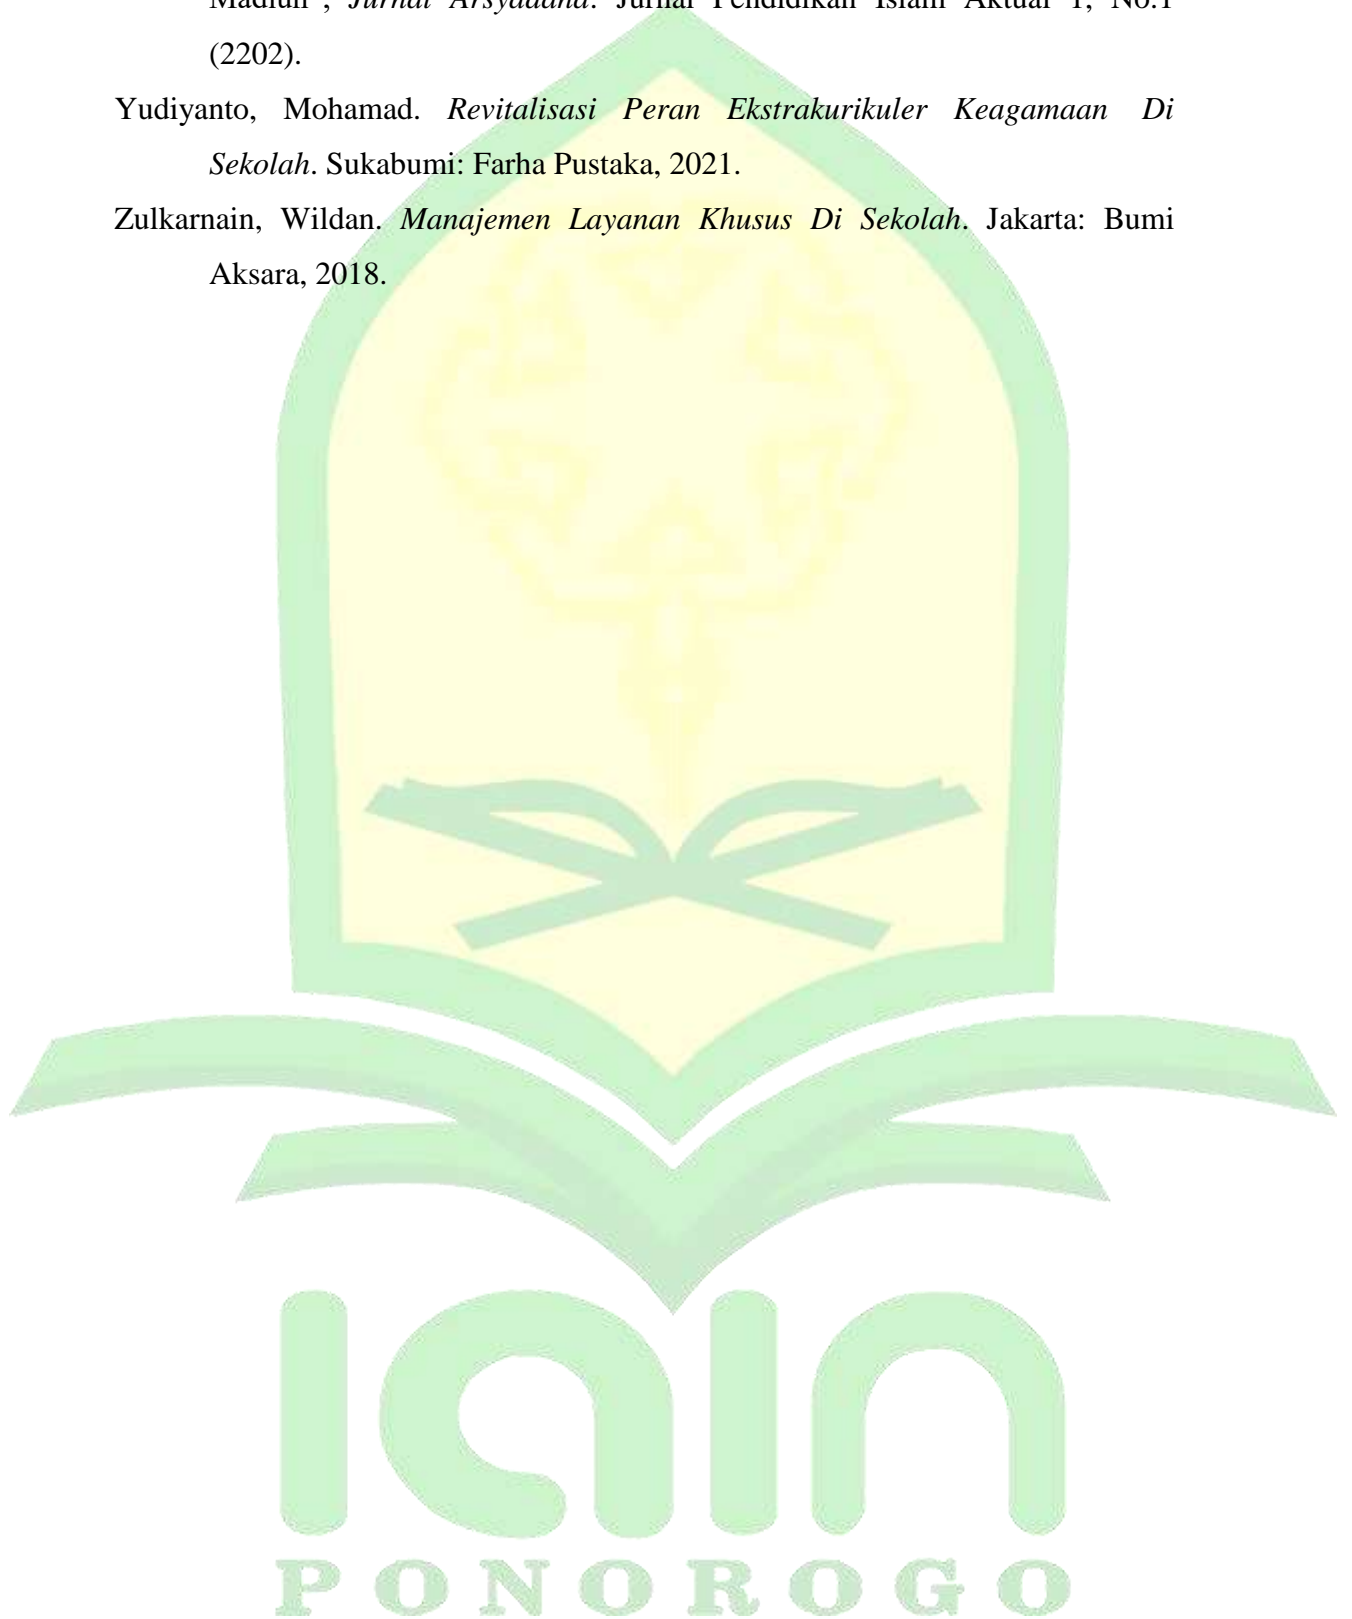 Madiun", Jurnal Arsyadana: Jurnal Pendidikan Islam Aktual 1, No.1
(2202).
Yudiyanto, Mohamad. Revitalisasi Peran Ekstrakurikuler Keagamaan Di
Sekolah. Sukabumi: Farha Pustaka, 2021.
Zulkarnain, Wildan. Manajemen Layanan Khusus Di Sekolah. Jakarta: Bumi
Aksara, 2018.
iain
PONOROGO